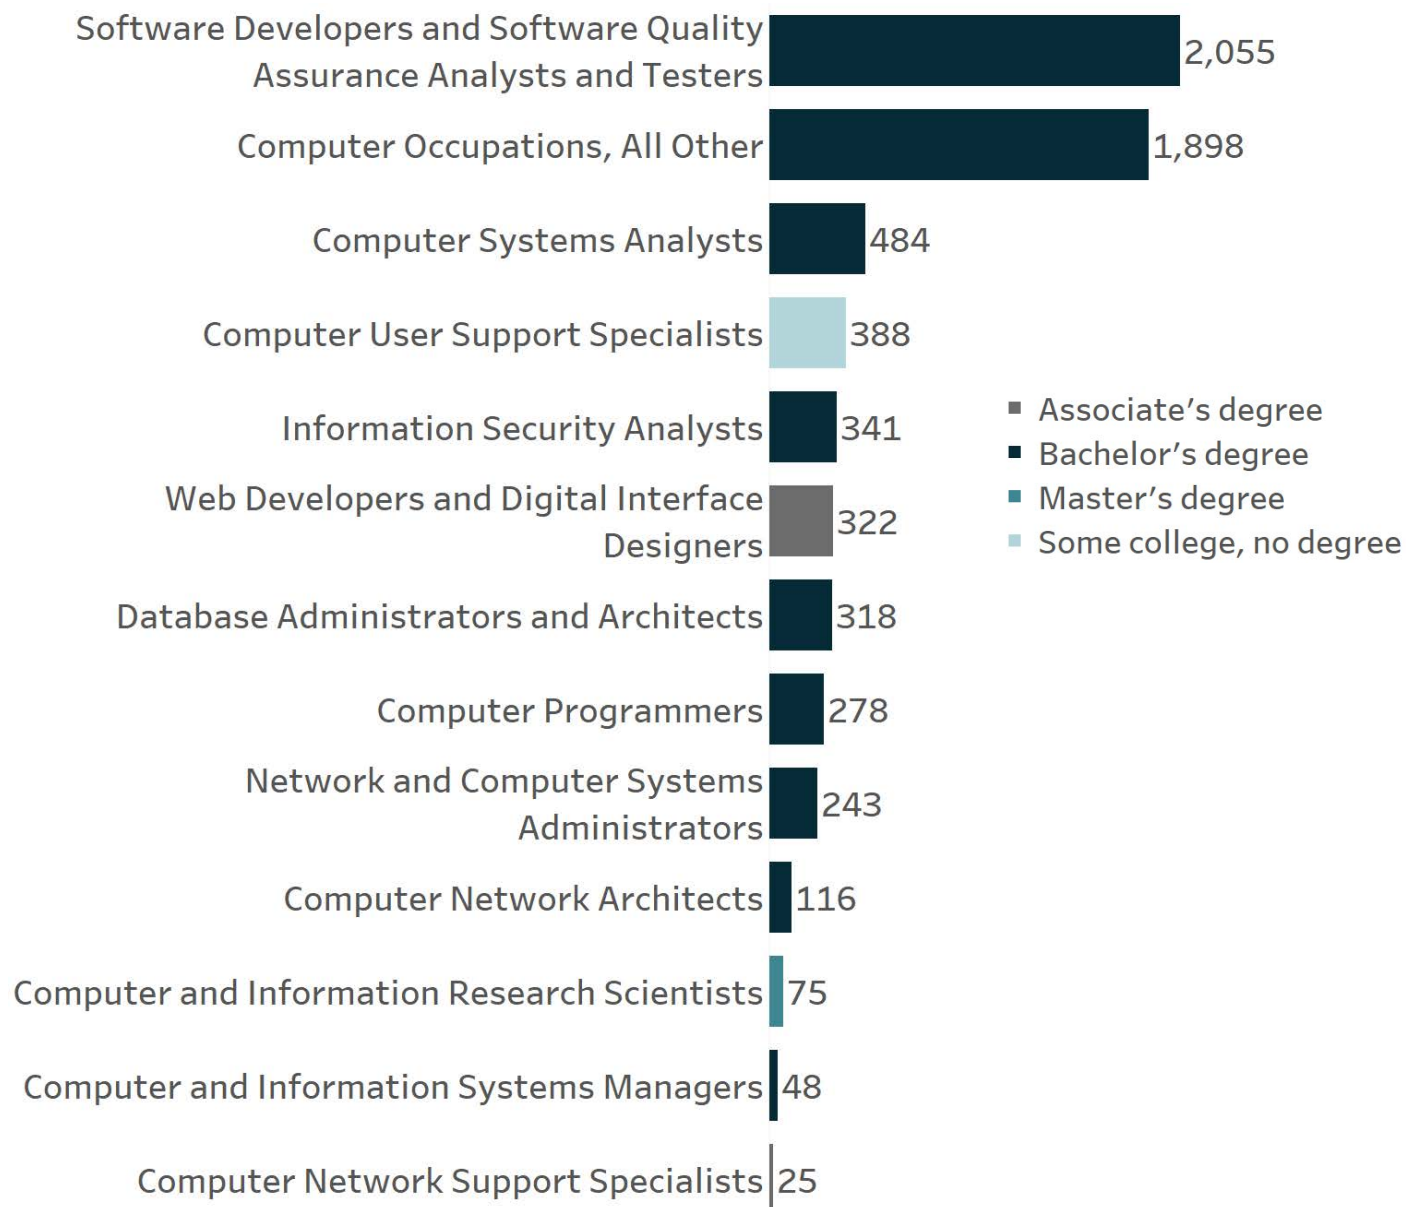 Software Developers and Software Quality
Assurance Analysts and Testers
2,055
Computer Occupations, All Other
1,898
Computer Systems Analysts
484
Computer User Support Specialists
388
Information Security Analysts
341
Web Developers and Digital Interface
Designers
322
Database Administrators and Architects
318
Computer Programmers
278
Network and Computer Systems
Administrators
243
Computer Network Architects
116
Computer and Information Research Scientists
75
Computer and Information Systems Managers
48
Computer Network Support Specialists
25
Associate’s degree
Bachelor’s degree
Master’s degree
Some college, no degree